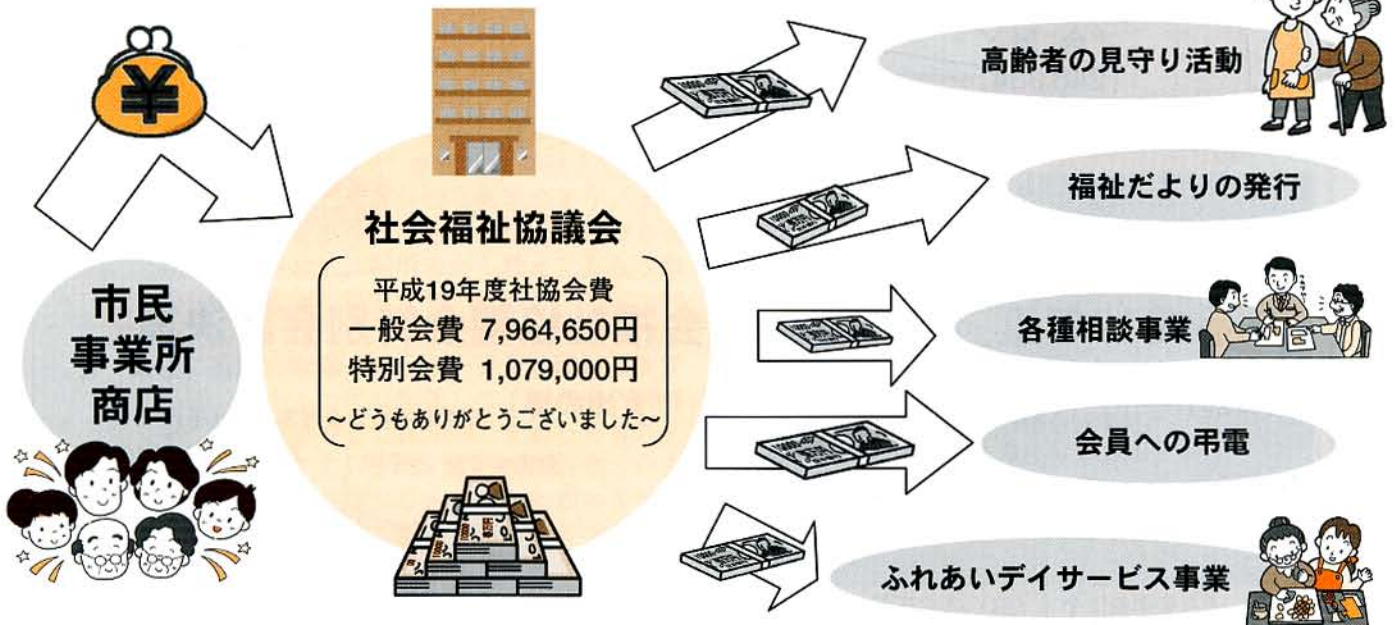 ¥
市民
事業所
商店
社会福祉協議会
平成19年度社協会費
一般会費 7,964,650円
特別会費 1,079,000円
～どうもありがとうございました～
高齢者の見守り活動
福祉だよりの発行
各種相談事業
会員への弔電
ふれあいデイサービス事業